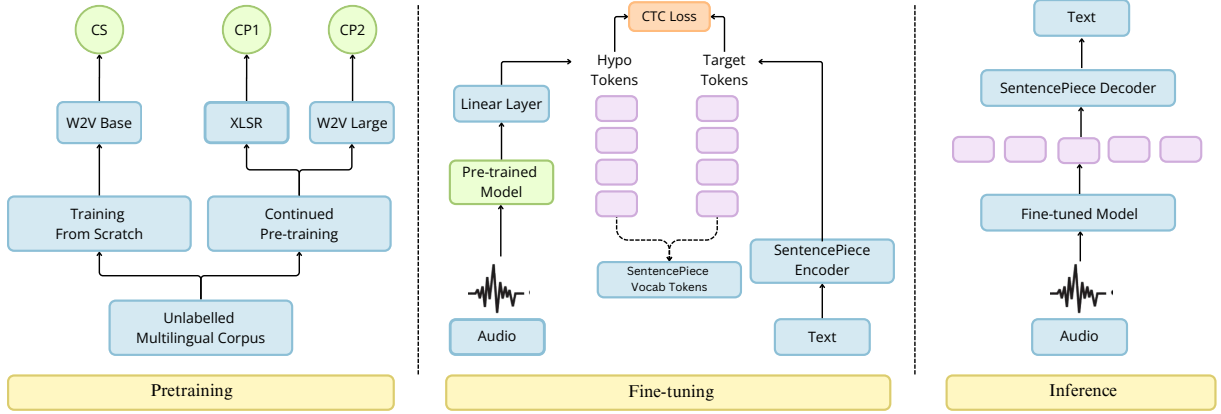 CS
CP1
CP2
W2V Base
XLSR
W2V Large
Training
From Scratch
Continued
Pre-training
Unlabelled
Multilingual Corpus
Pretraining
CTC Loss
Hypo
Tokens
Target
Tokens
Linear Layer
Pre-trained
Model
SentencePiece
Vocab Tokens
SentencePiece
Encoder
Audio
Text
Fine-tuning
Text
SentencePiece Decoder
Fine-tuned Model
Audio
Inference